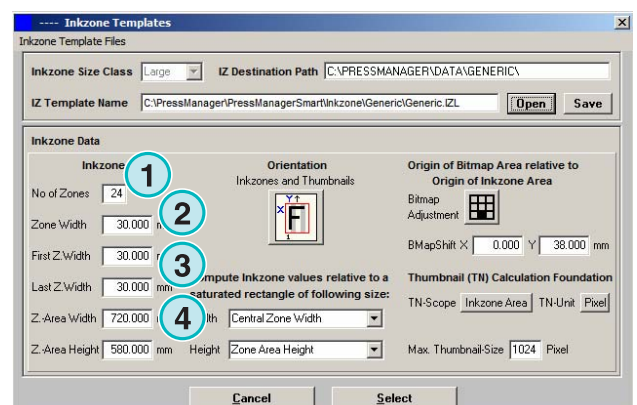 ---- Inkzone Templates
Inkzone Template Files
Inkzone Size Class Large IZ Destination Path C:\PRESSMANAGER\DATA\GENERIC\
IZ Template Name C:\PressManager\PressManagerSmart\Inkzone\Generic\Generic.IZL Open Save
Inkzone Data
Inkzone Orientation Origin of Bitmap Area relative to
Inkzones and Thumbnails Origin of Inkzone Area
1
No of Zones 24 X Y F 1 Bitmap
Adjustment
2
Zone Width 30.000 BMapShift X 0.000 Y 38.000 mm
First Z.Width 30.000
3
Compute Inkzone values relative to a Thumbnail (TN) Calculation Foundation
Last Z.Width 30.000 mm saturated rectangle of following size: TN-Scope Inkzone Area TN-Unit Pixel
4
Z.-Area Width 720.000 Central Zone Width
Z.-Area Height 580.000 mm Height Zone Area Height Max. Thumbnail-Size 1024 Pixel
Cancel Select